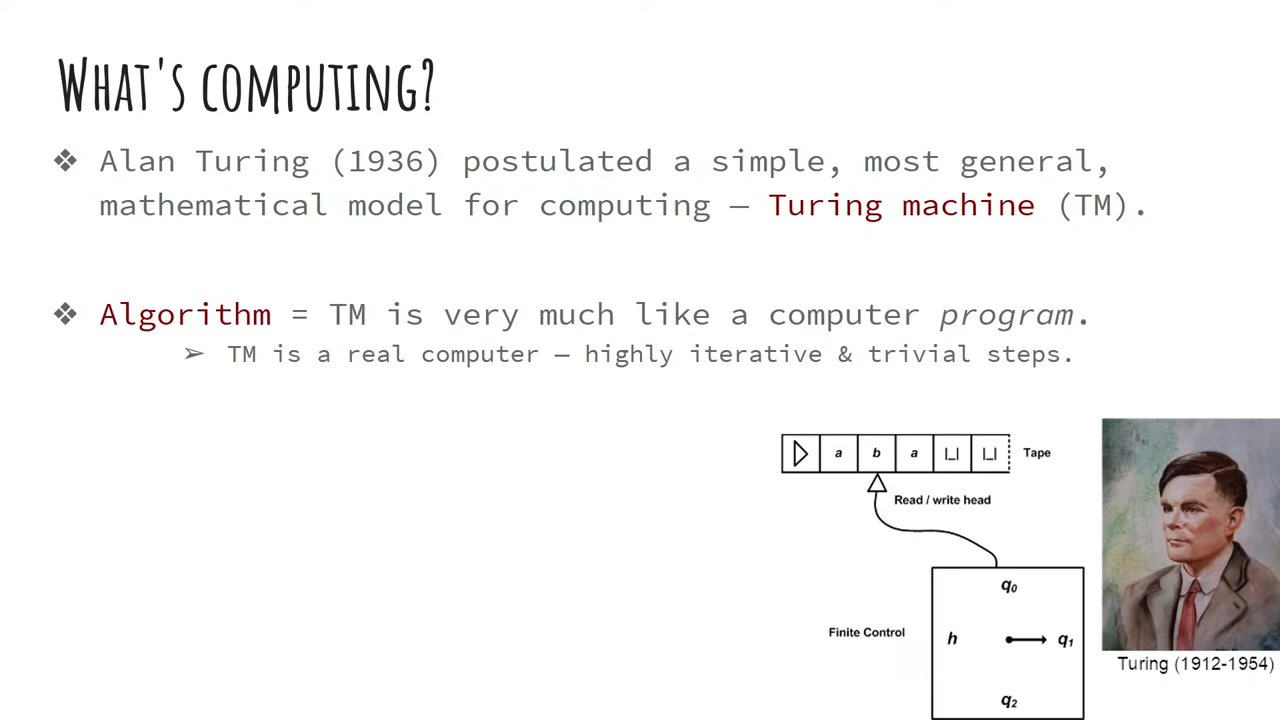 What's computing?
❖ Alan Turing (1936) postulated a simple, most general,
mathematical model for computing — Turing machine (TM).
❖ Algorithm = TM is very much like a computer program.
➢ TM is a real computer — highly iterative & trivial steps.
▷ a b a |_| |_| Tape
Read / write head
q0
Finite Control h q1
q2
Turing (1912-1954)